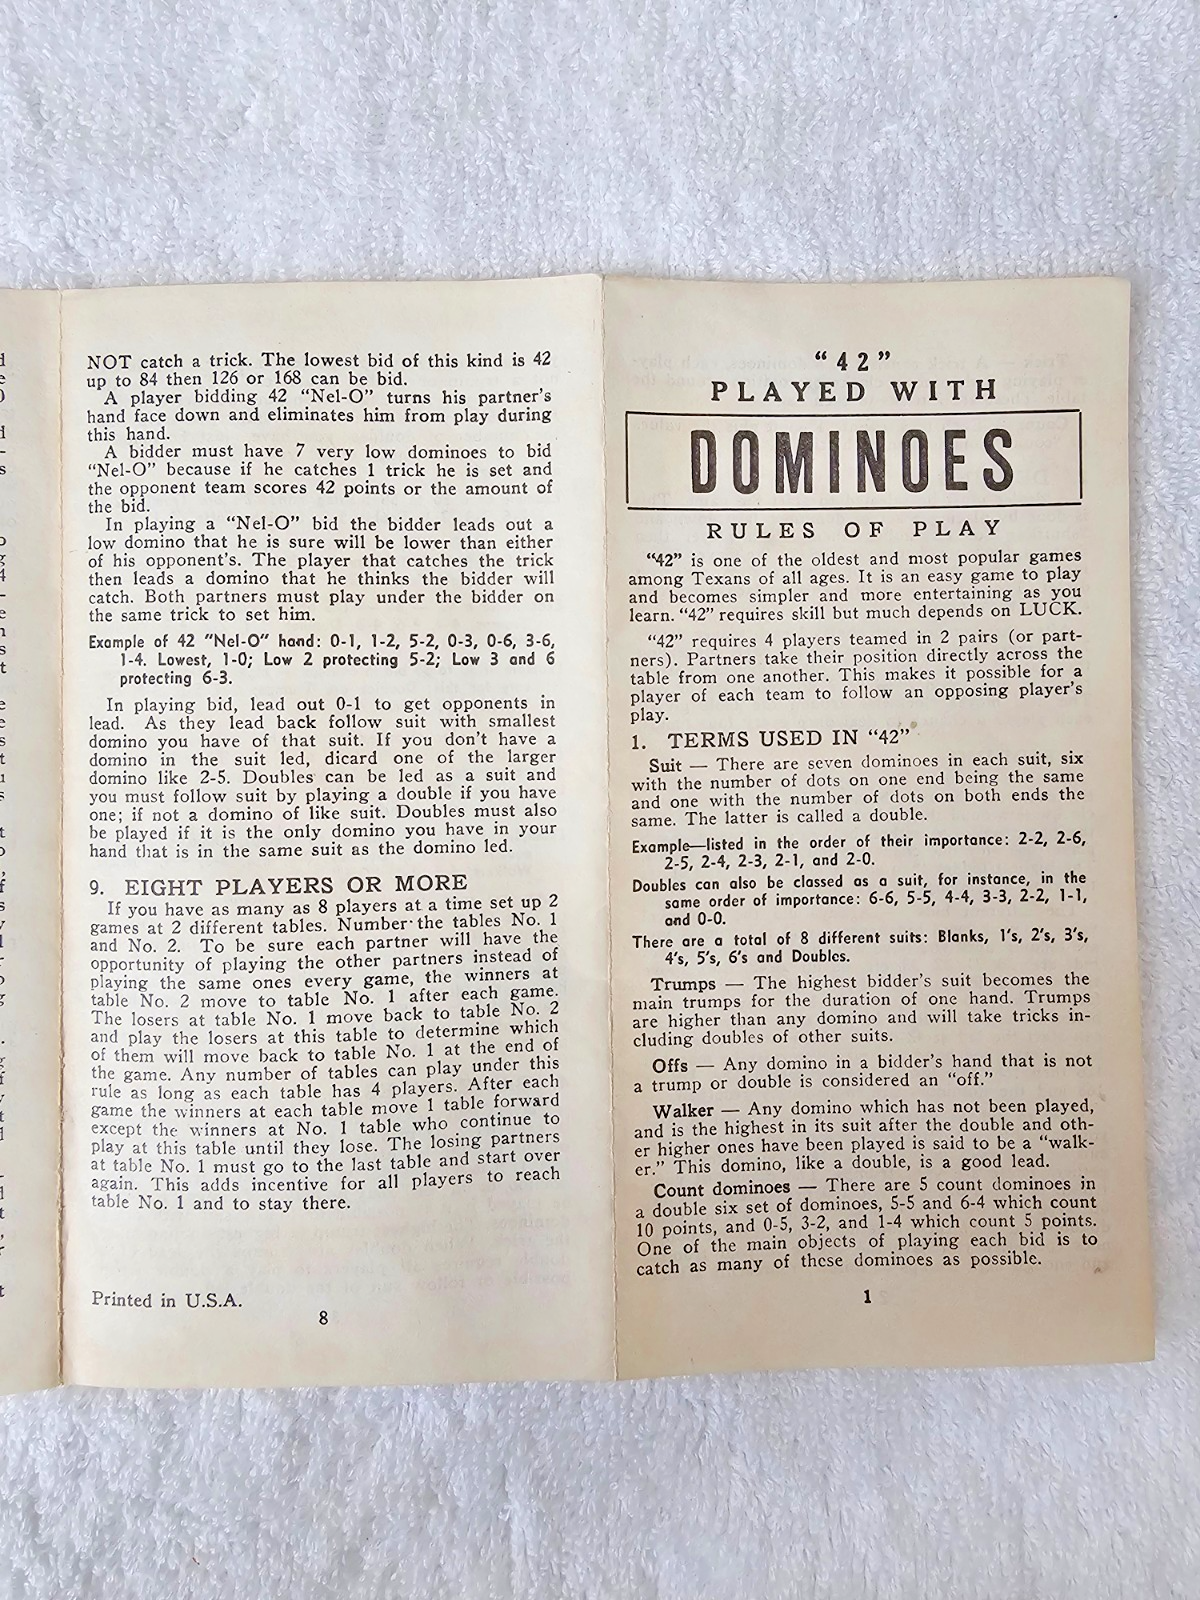 NOT catch a trick. The lowest bid of this kind is 42
up to 84 then 126 or 168 can be bid.
A player bidding 42 "Nel-O" turns his partner's
hand face down and eliminates him from play during
this hand.
A bidder must have 7 very low dominoes to bid
"Nel-O" because if he catches 1 trick he is set and
the opponent team scores 42 points or the amount of
the bid.
In playing a "Nel-O" bid the bidder leads out a
low domino that he is sure will be lower than either
of his opponent's. The player that catches the trick
then leads a domino that he thinks the bidder will
catch. Both partners must play under the bidder on
the same trick to set him.
Example of 42 "Nel-O" hand: 0-1, 1-2, 5-2, 0-3, 0-6, 3-6,
1-4. Lowest, 1-0; Low 2 protecting 5-2; Low 3 and 6
protecting 6-3.
In playing bid, lead out 0-1 to get opponents in
lead. As they lead back follow suit with smallest
domino you have of that suit. If you don't have a
domino in the suit led, dicard one of the larger
domino like 2-5. Doubles can be led as a suit and
you must follow suit by playing a double if you have
one; if not a domino of like suit. Doubles must also
be played if it is the only domino you have in your
hand that is in the same suit as the domino led.
9. EIGHT PLAYERS OR MORE
If you have as many as 8 players at a time set up 2
games at 2 different tables. Number the tables No. 1
and No. 2. To be sure each partner will have the
opportunity of playing the other partners instead of
playing the same ones every game, the winners at
table No. 2 move to table No. 1 after each game.
The losers at table No. 1 move back to table No. 2
and play the losers at this table to determine which
of them will move back to table No. 1 at the end of
the game. Any number of tables can play under this
rule as long as each table has 4 players. After each
game the winners at each table move 1 table forward
except the winners at No. 1 table who continue to
play at this table until they lose. The losing partners
at table No. 1 must go to the last table and start over
again. This adds incentive for all players to reach
table No. 1 and to stay there.
Printed in U.S.A.
8
"42"
PLAYED WITH
DOMINOES
RULES OF PLAY
"42" is one of the oldest and most popular games
among Texans of all ages. It is an easy game to play
and becomes simpler and more entertaining as you
learn. "42" requires skill but much depends on LUCK.
"42" requires 4 players teamed in 2 pairs (or part-
ners). Partners take their position directly across the
table from one another. This makes it possible for a
player of each team to follow an opposing player's
play.
1. TERMS USED IN "42"
Suit — There are seven dominoes in each suit, six
with the number of dots on one end being the same
and one with the number of dots on both ends the
same. The latter is called a double.
Example—listed in the order of their importance: 2-2, 2-6,
2-5, 2-4, 2-3, 2-1, and 2-0.
Doubles can also be classed as a suit, for instance, in the
same order of importance: 6-6, 5-5, 4-4, 3-3, 2-2, 1-1,
and 0-0.
There are a total of 8 different suits: Blanks, 1's, 2's, 3's,
4's, 5's, 6's and Doubles.
Trumps — The highest bidder's suit becomes the
main trumps for the duration of one hand. Trumps
are higher than any domino and will take tricks in-
cluding doubles of other suits.
Offs — Any domino in a bidder's hand that is not
a trump or double is considered an "off."
Walker — Any domino which has not been played,
and is the highest in its suit after the double and oth-
er higher ones have been played is said to be a "walk-
er." This domino, like a double, is a good lead.
Count dominoes — There are 5 count dominoes in
a double six set of dominoes, 5-5 and 6-4 which count
10 points, and 0-5, 3-2, and 1-4 which count 5 points.
One of the main objects of playing each bid is to
catch as many of these dominoes as possible.
1